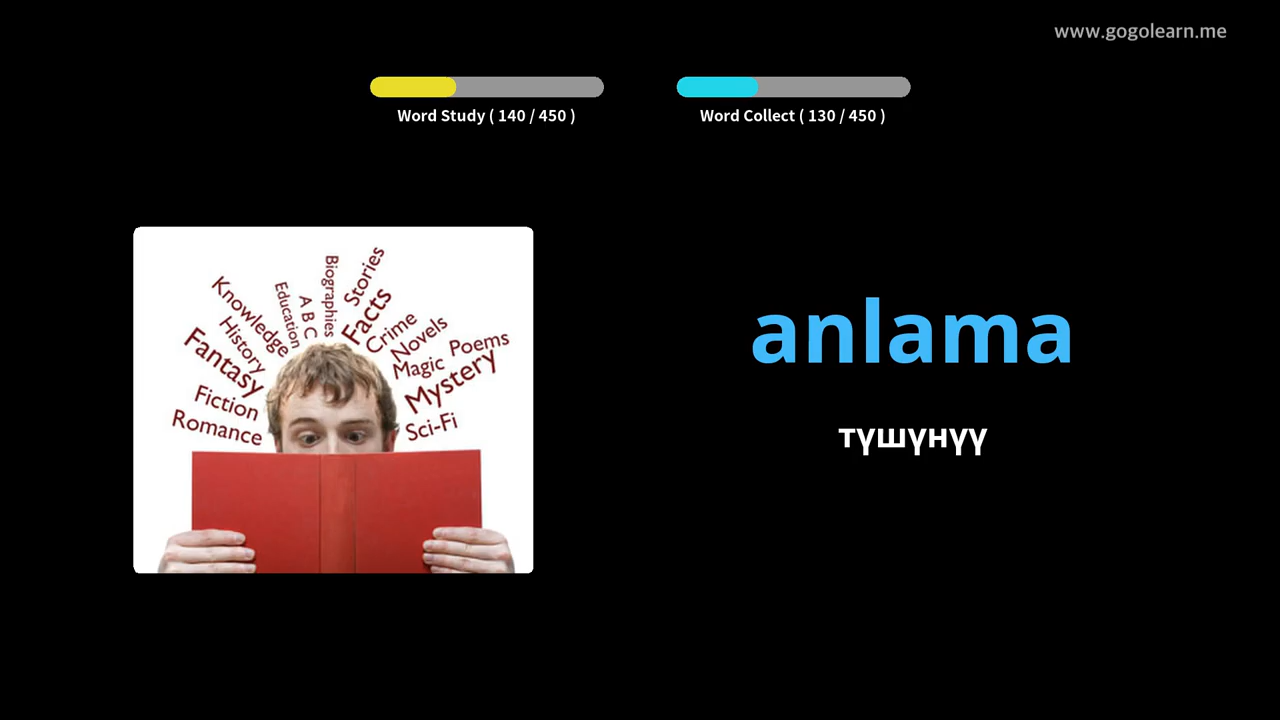 www.gogolearn.me
Word Study ( 140 / 450 )
Word Collect ( 130 / 450 )
Biographies
Stories
Education
A B C
Facts
Knowledge
Crime
History
Novels
Poems
Fantasy
Magic
Mystery
Fiction
Romance
Sci-Fi
anlama
түшүнүү